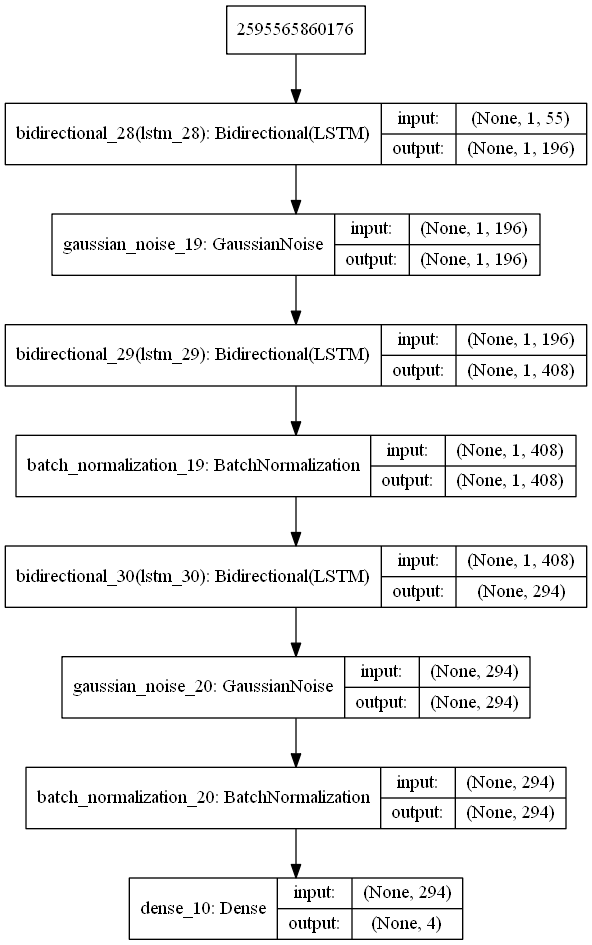 2595565860176
bidirectional_28(lstm_28): Bidirectional(LSTM)
input: (None, 1, 55)
output: (None, 1, 196)
gaussian_noise_19: GaussianNoise
input: (None, 1, 196)
output: (None, 1, 196)
bidirectional_29(lstm_29): Bidirectional(LSTM)
input: (None, 1, 196)
output: (None, 1, 408)
batch_normalization_19: BatchNormalization
input: (None, 1, 408)
output: (None, 1, 408)
bidirectional_30(lstm_30): Bidirectional(LSTM)
input: (None, 1, 408)
output: (None, 294)
gaussian_noise_20: GaussianNoise
input: (None, 294)
output: (None, 294)
batch_normalization_20: BatchNormalization
input: (None, 294)
output: (None, 294)
dense_10: Dense
input: (None, 294)
output: (None, 4)